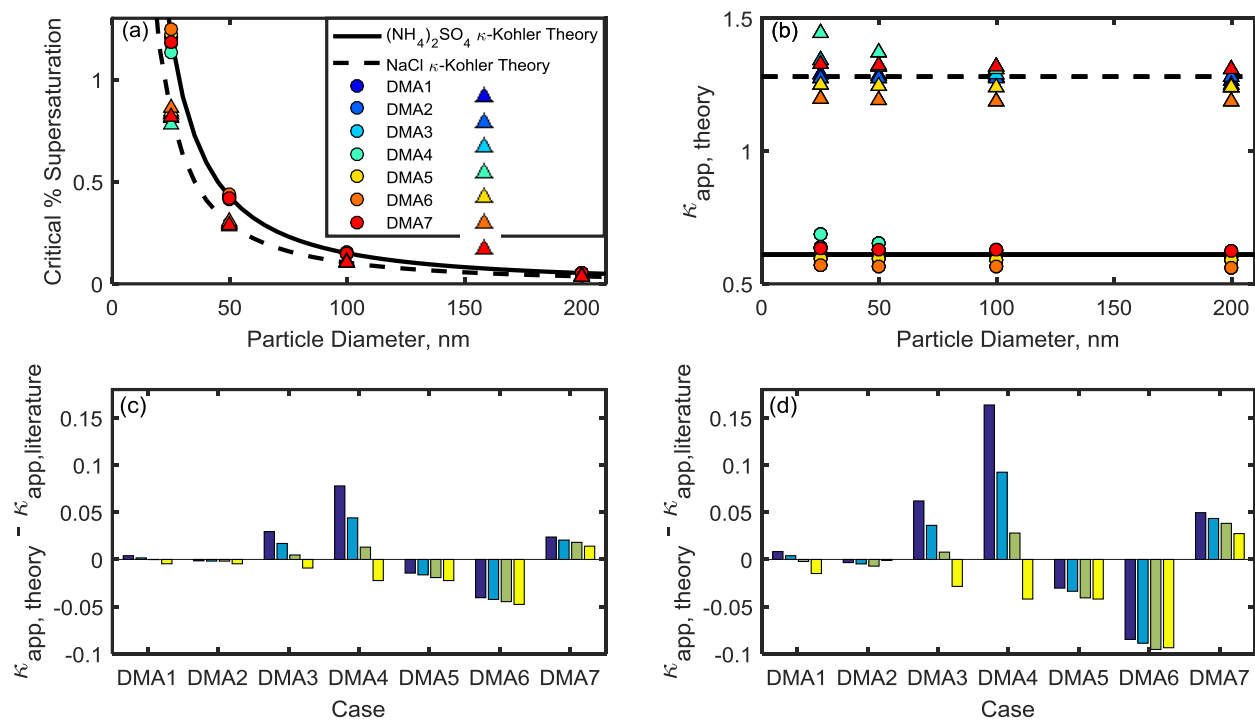 (a)
1
0.5
0
0
50
100
150
200
Critical % Supersaturation
Particle Diameter, nm
(NH4)2SO4 κ-Kohler Theory
NaCl κ-Kohler Theory
DMA1
DMA2
DMA3
DMA4
DMA5
DMA6
DMA7
(b)
1.5
1
0.5
0
50
100
150
200
κapp, theory
Particle Diameter, nm
(c)
0.15
0.1
0.05
0
-0.05
-0.1
κapp, theory - κapp,literature
DMA1 DMA2 DMA3 DMA4 DMA5 DMA6 DMA7
Case
(d)
0.15
0.1
0.05
0
-0.05
-0.1
κapp, theory - κapp,literature
DMA1 DMA2 DMA3 DMA4 DMA5 DMA6 DMA7
Case